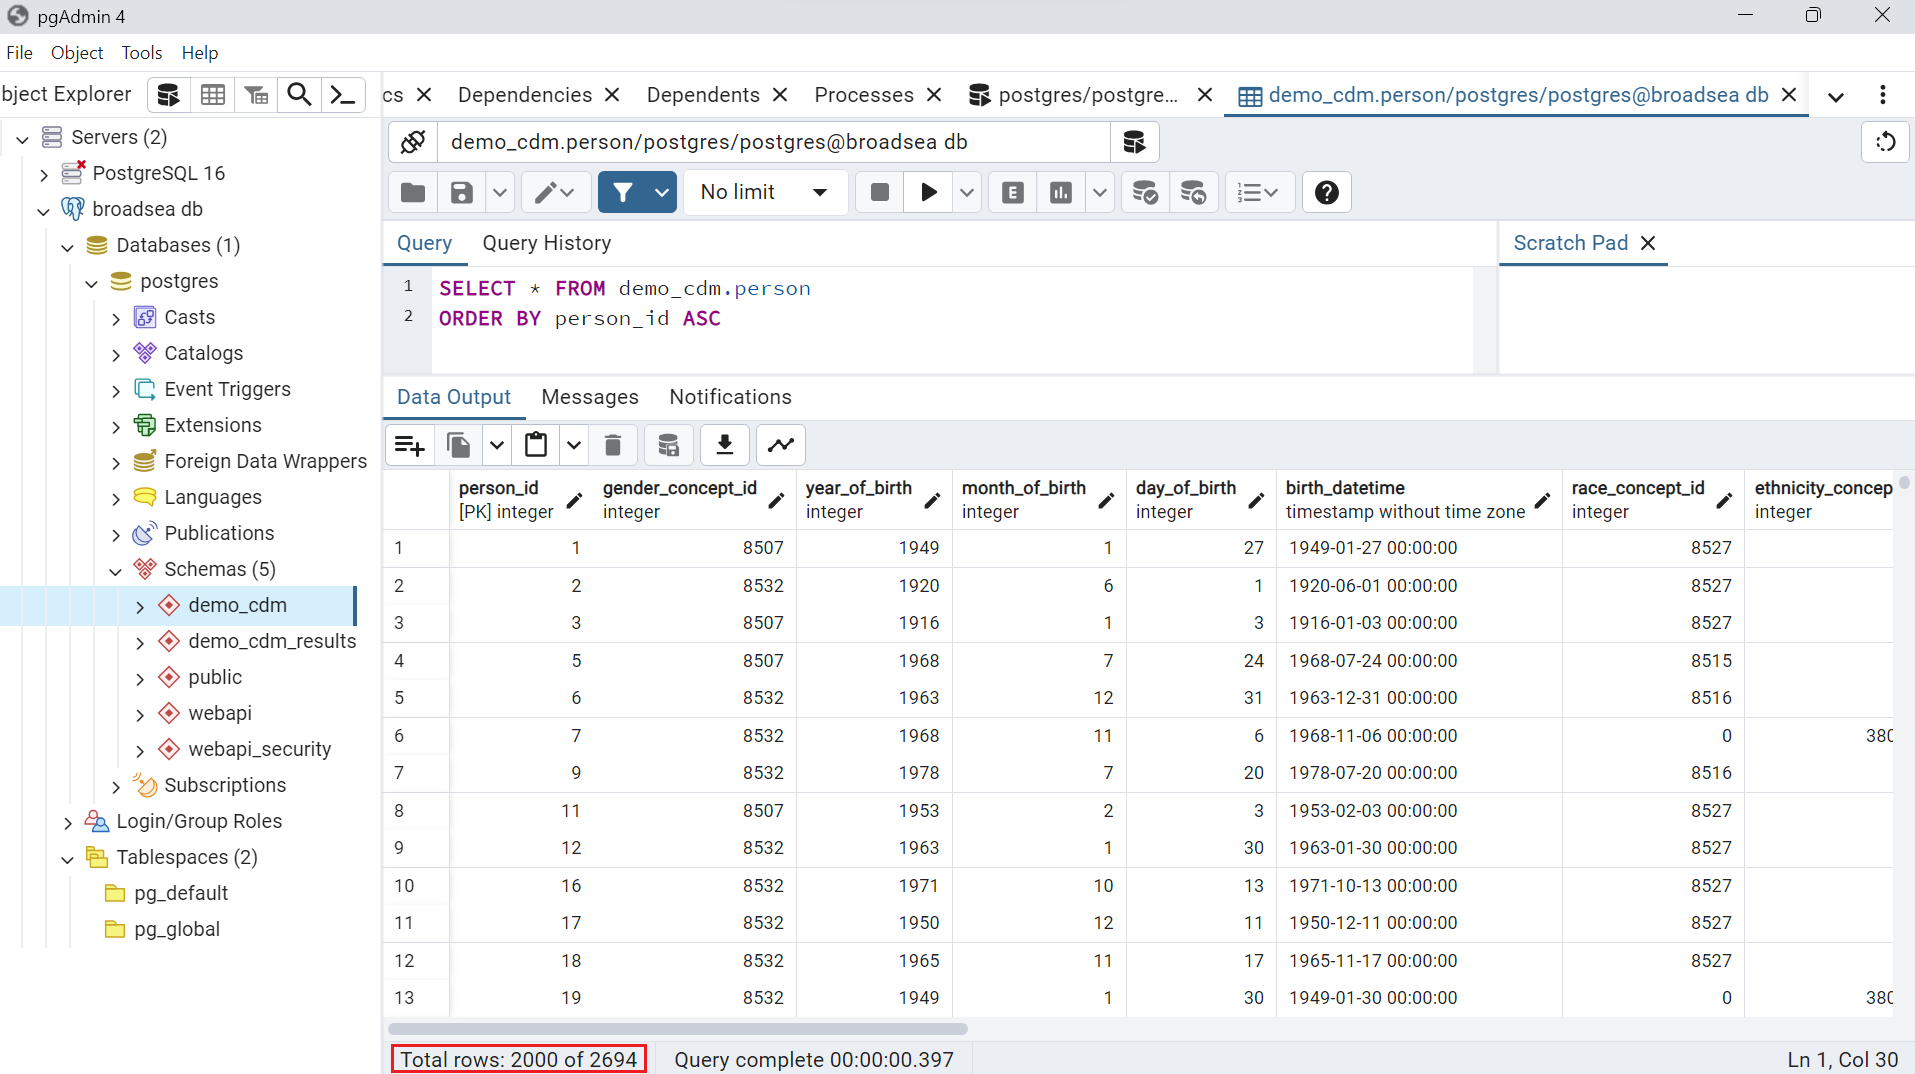 pgAdmin 4
File Object Tools Help
bject Explorer
cs Dependencies Dependents Processes postgres/postgre... demo_cdm.person/postgres/postgres@broadsea db
Servers (2)
PostgreSQL 16
broadsea db
Databases (1)
postgres
Casts
Catalogs
Event Triggers
Extensions
Foreign Data Wrappers
Languages
Publications
Schemas (5)
demo_cdm
demo_cdm_results
public
webapi
webapi_security
Subscriptions
Login/Group Roles
Tablespaces (2)
pg_default
pg_global
demo_cdm.person/postgres/postgres@broadsea db
No limit E
Query Query History
Scratch Pad
1 SELECT * FROM demo_cdm.person
2 ORDER BY person_id ASC
Data Output Messages Notifications
person_id gender_concept_id year_of_birth month_of_birth day_of_birth birth_datetime race_concept_id ethnicity_concep
[PK] integer integer integer integer integer timestamp without time zone integer integer
1 1 8507 1949 1 27 1949-01-27 00:00:00 8527
2 2 8532 1920 6 1 1920-06-01 00:00:00 8527
3 3 8507 1916 1 3 1916-01-03 00:00:00 8527
4 5 8507 1968 7 24 1968-07-24 00:00:00 8515
5 6 8532 1963 12 31 1963-12-31 00:00:00 8516
6 7 8532 1968 11 6 1968-11-06 00:00:00 0 380
7 9 8532 1978 7 20 1978-07-20 00:00:00 8516
8 11 8507 1953 2 3 1953-02-03 00:00:00 8527
9 12 8532 1963 1 30 1963-01-30 00:00:00 8527
10 16 8532 1971 10 13 1971-10-13 00:00:00 8527
11 17 8532 1950 12 11 1950-12-11 00:00:00 8527
12 18 8532 1965 11 17 1965-11-17 00:00:00 8527
13 19 8532 1949 1 30 1949-01-30 00:00:00 0 380
Total rows: 2000 of 2694 Query complete 00:00:00.397 Ln 1, Col 30